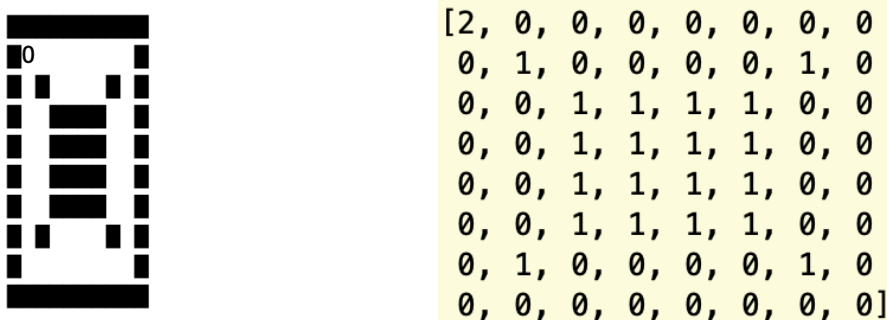 0
[2, 0, 0, 0, 0, 0, 0, 0
0, 1, 0, 0, 0, 0, 1, 0
0, 0, 1, 1, 1, 1, 0, 0
0, 0, 1, 1, 1, 1, 0, 0
0, 0, 1, 1, 1, 1, 0, 0
0, 0, 1, 1, 1, 1, 0, 0
0, 1, 0, 0, 0, 0, 1, 0
0, 0, 0, 0, 0, 0, 0, 0]